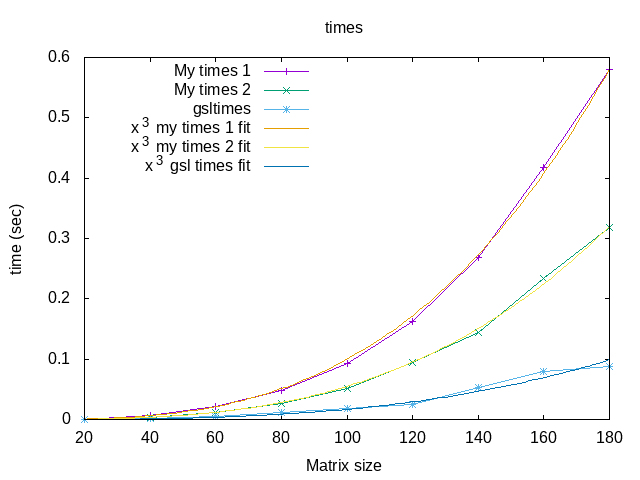 times
0.6
0.5
0.4
0.3
0.2
0.1
0
time (sec)
My times 1
My times 2
gsltimes
x³ my times 1 fit
x³ my times 2 fit
x³ gsl times fit
20 40 60 80 100 120 140 160 180
Matrix size